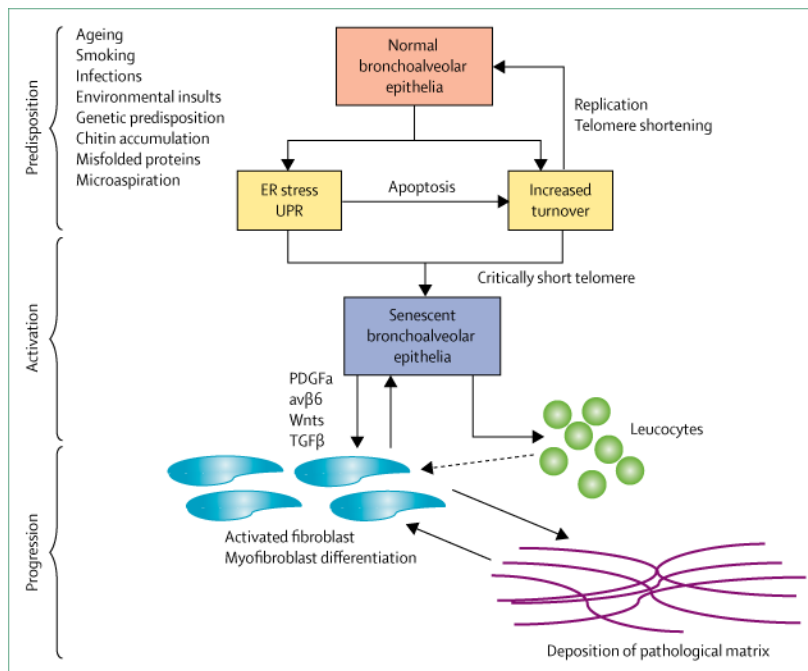 Predisposition
Ageing
Smoking
Infections
Environmental insults
Genetic predisposition
Chitin accumulation
Misfolded proteins
Microaspiration
Normal
bronchoalveolar
epithelia
Replication
Telomere shortening
ER stress
UPR
Apoptosis
Increased
turnover
Activation
Critically short telomere
Senescent
bronchoalveolar
epithelia
PDGFa
avβ6
Wnts
TGFβ
Leucocytes
Progression
Activated fibroblast
Myofibroblast differentiation
Deposition of pathological matrix